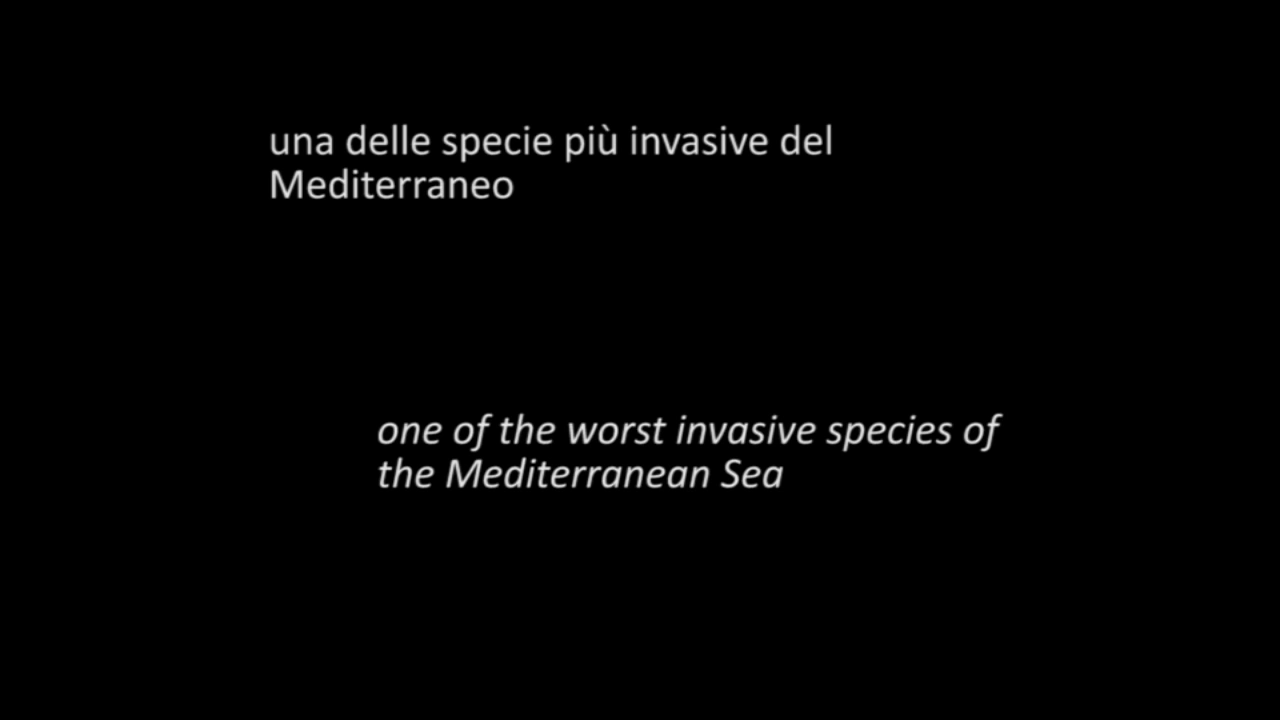 una delle specie più invasive del
Mediterraneo
one of the worst invasive species of
the Mediterranean Sea